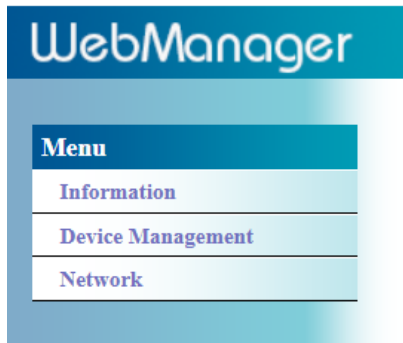 WebManager
Menu
Information
Device Management
Network